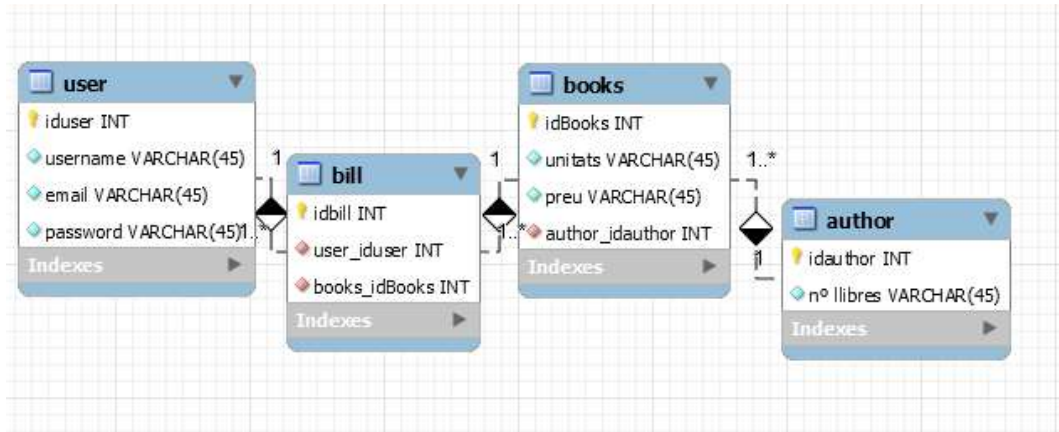 user
iduser INT
username VARCHAR(45)
email VARCHAR(45)
password VARCHAR(45)
Indexes
1
1..*
bill
idbill INT
user_iduser INT
books_idBooks INT
Indexes
1
1..*
books
idBooks INT
unitats VARCHAR(45)
preu VARCHAR(45)
author_idauthor INT
Indexes
1..*
1
author
idauthor INT
nº llibres VARCHAR(45)
Indexes